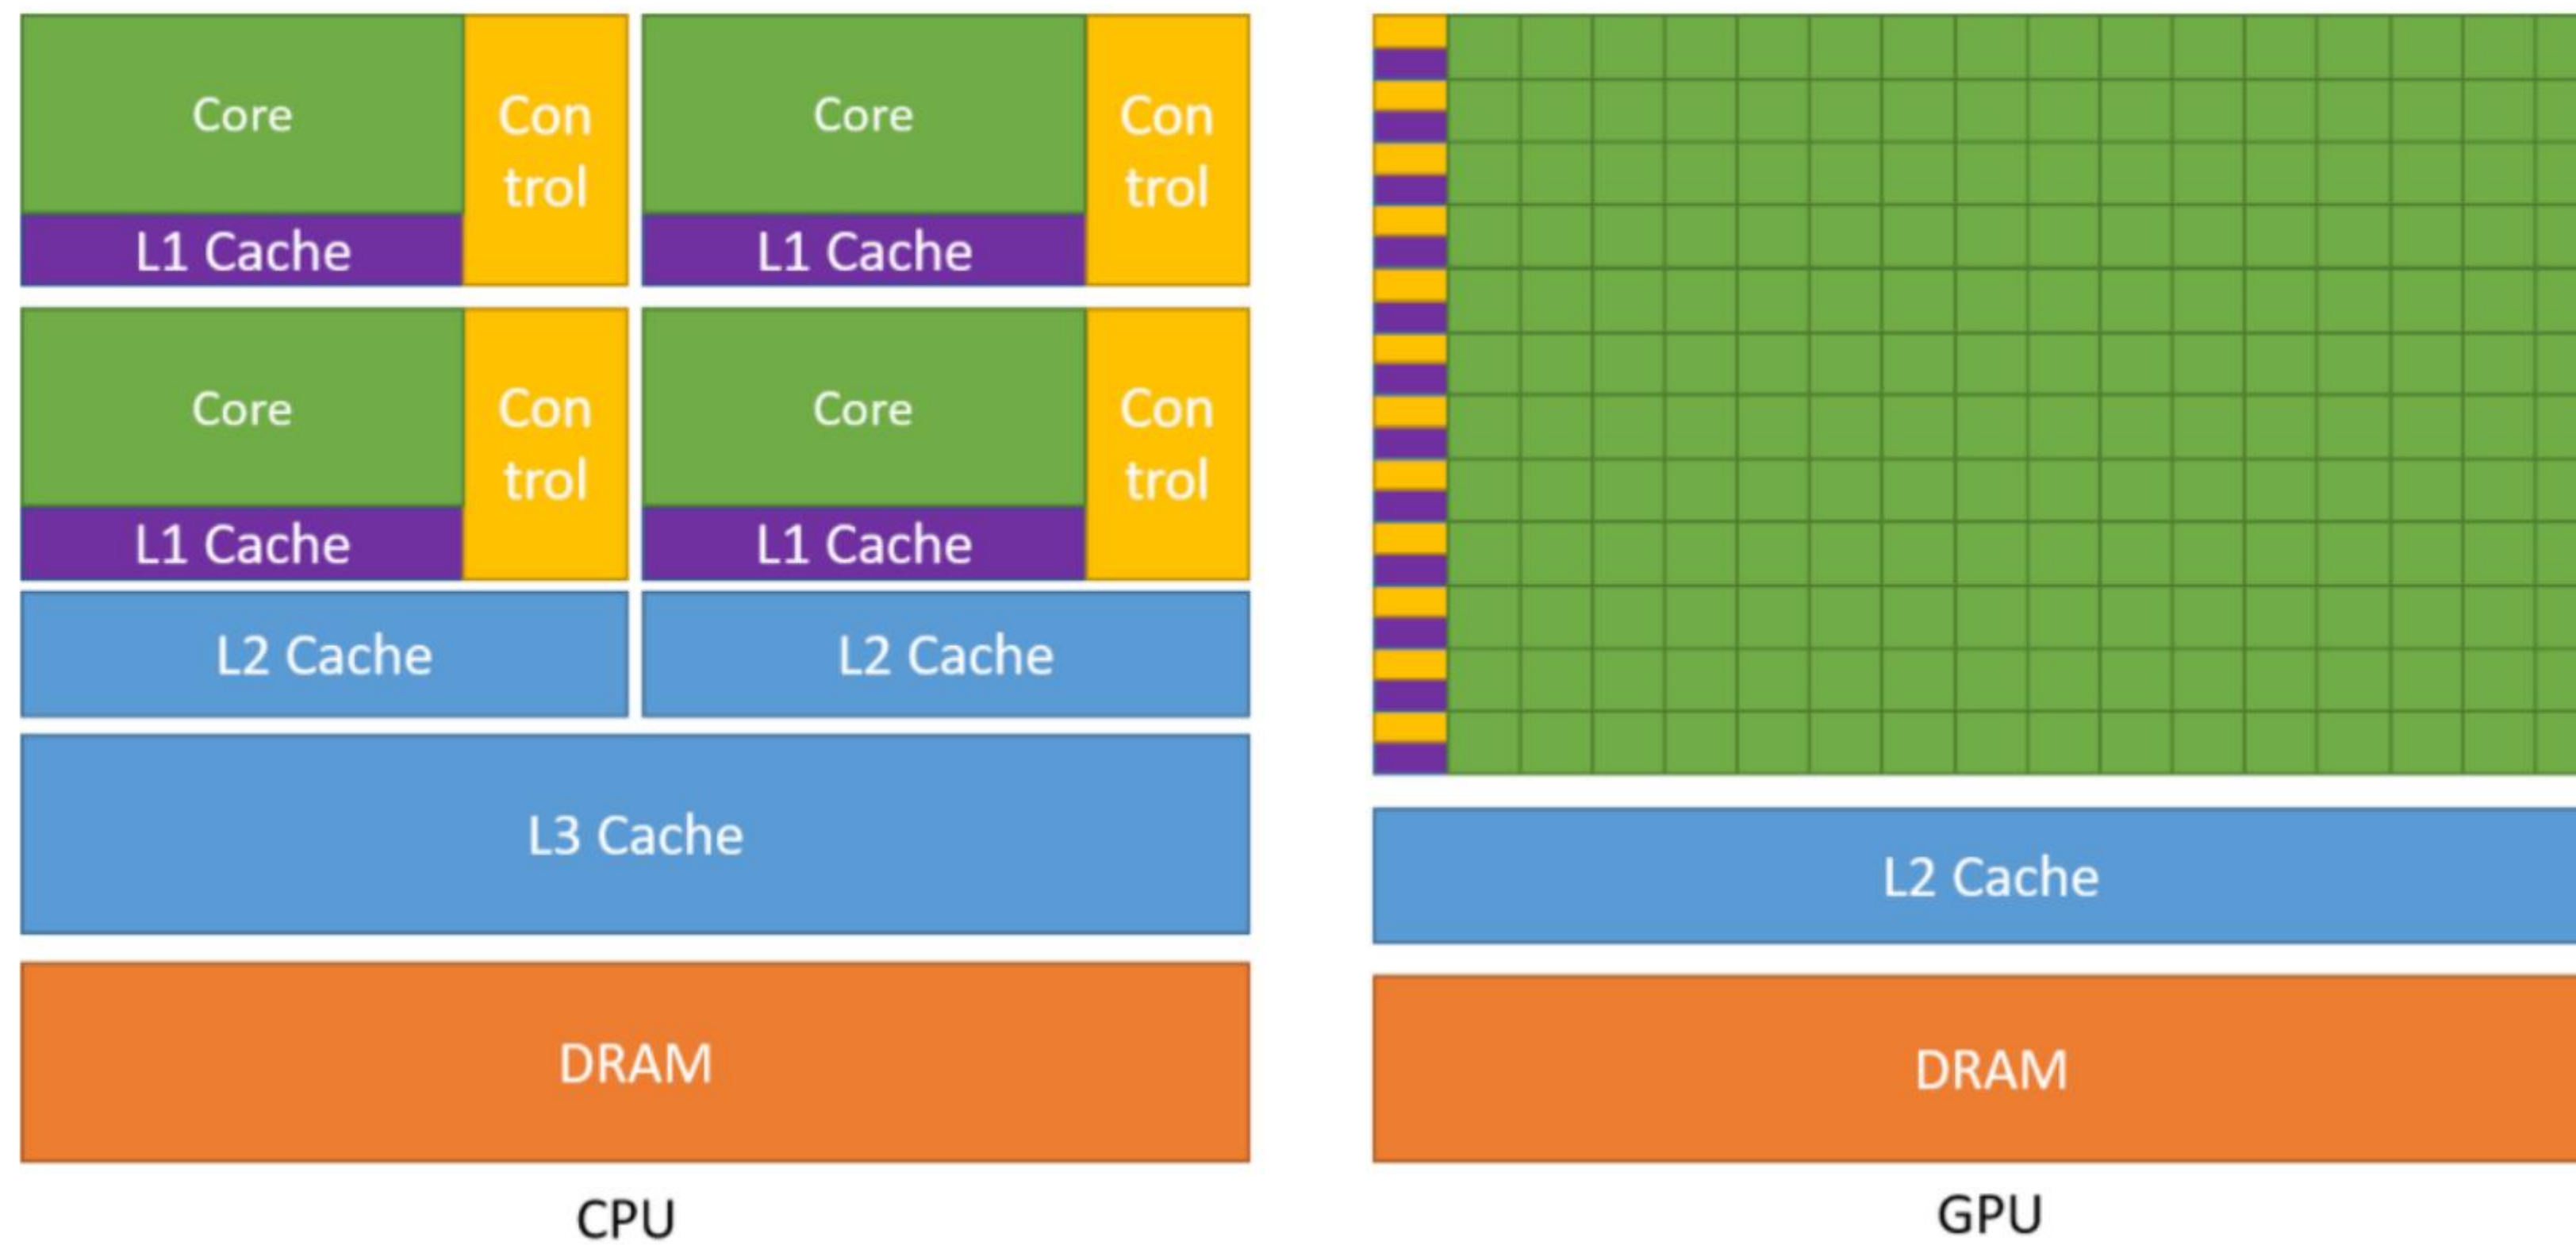 Core
Con
trol
Core
Con
trol
L1 Cache
L1 Cache
Core
Con
trol
Core
Con
trol
L1 Cache
L1 Cache
L2 Cache
L2 Cache
L3 Cache
L2 Cache
DRAM
DRAM
CPU
GPU